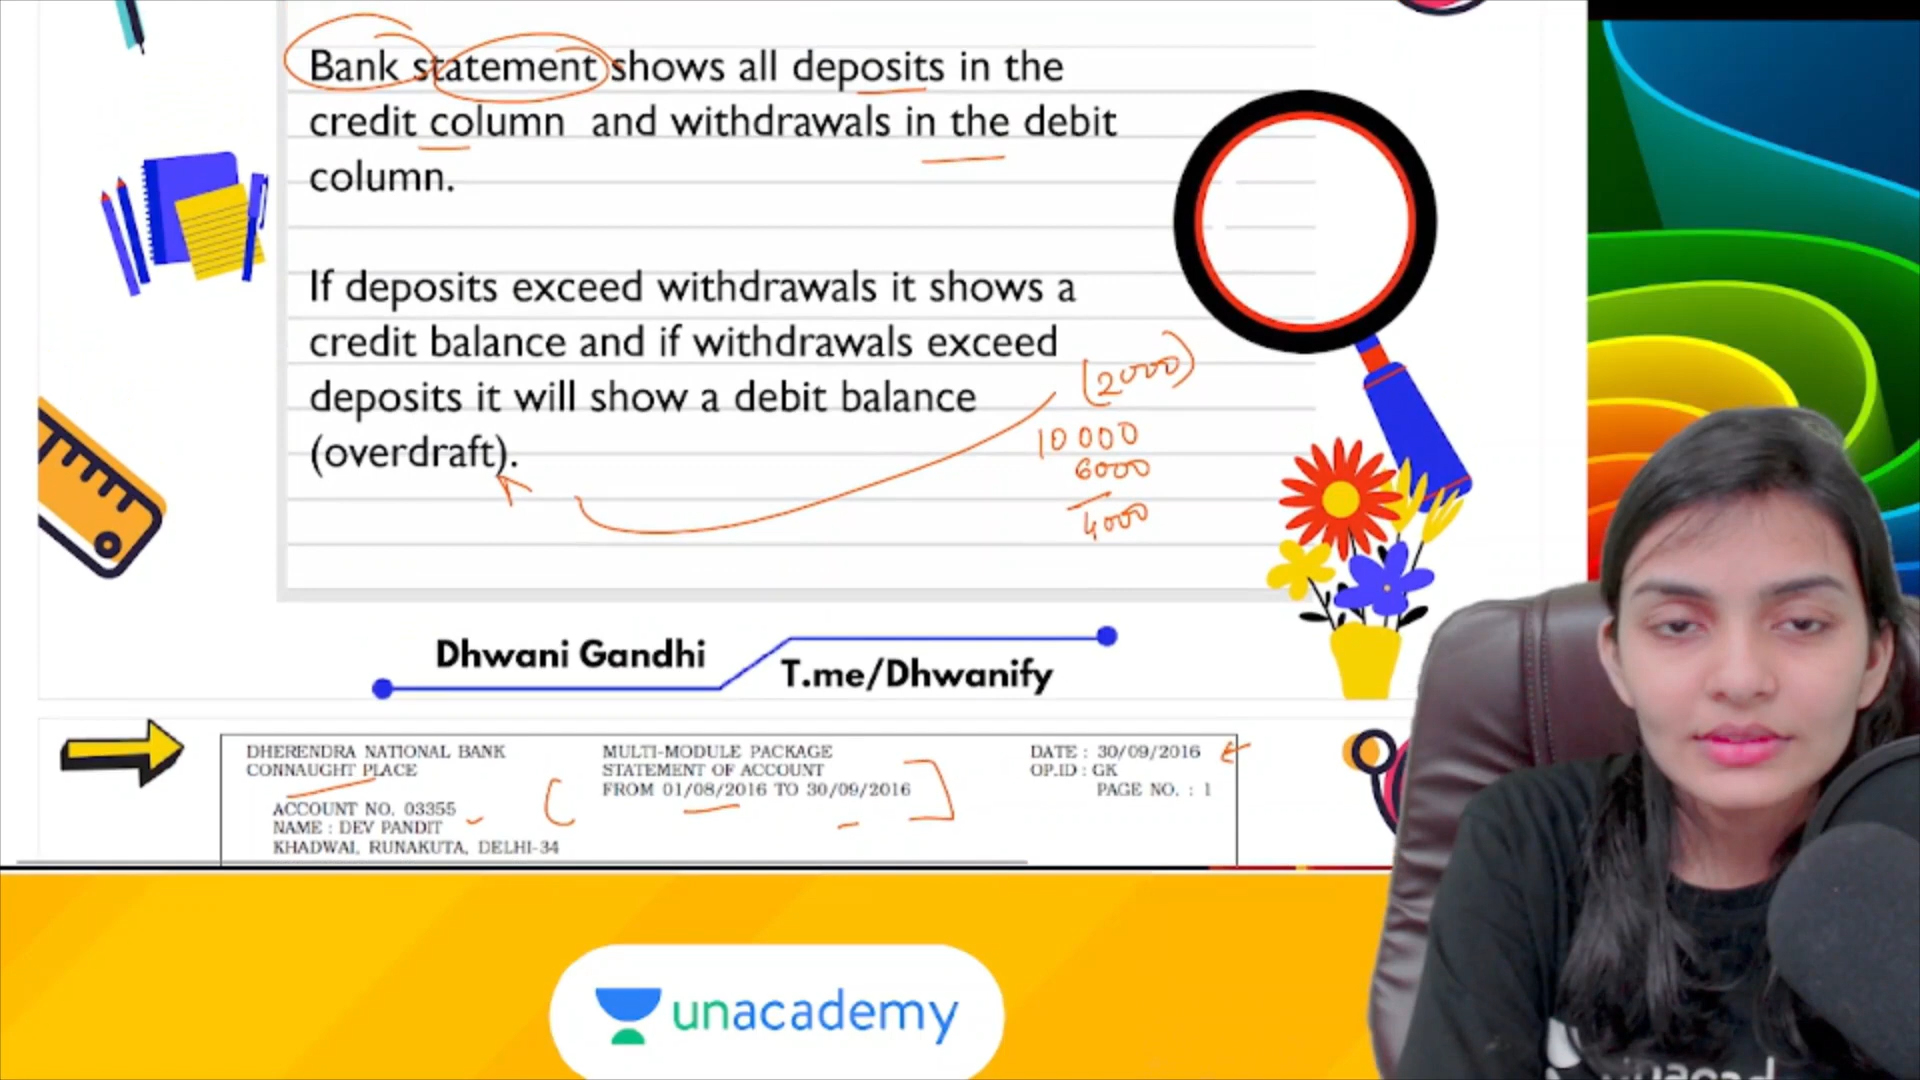 Bank statement shows all deposits in the
credit column and withdrawals in the debit
column.
If deposits exceed withdrawals it shows a
credit balance and if withdrawals exceed
deposits it will show a debit balance
(overdraft).
(2000)
10000
6000
4000
Dhwani Gandhi
T.me/Dhwanify
DHERENDRA NATIONAL BANK
CONNAUGHT PLACE
ACCOUNT NO. 03355
NAME : DEV PANDIT
KHADWAI, RUNAKUTA, DELHI-34
MULTI-MODULE PACKAGE
STATEMENT OF ACCOUNT
FROM 01/08/2016 TO 30/09/2016
DATE : 30/09/2016
OP.ID : GK
PAGE NO. : 1
unacademy